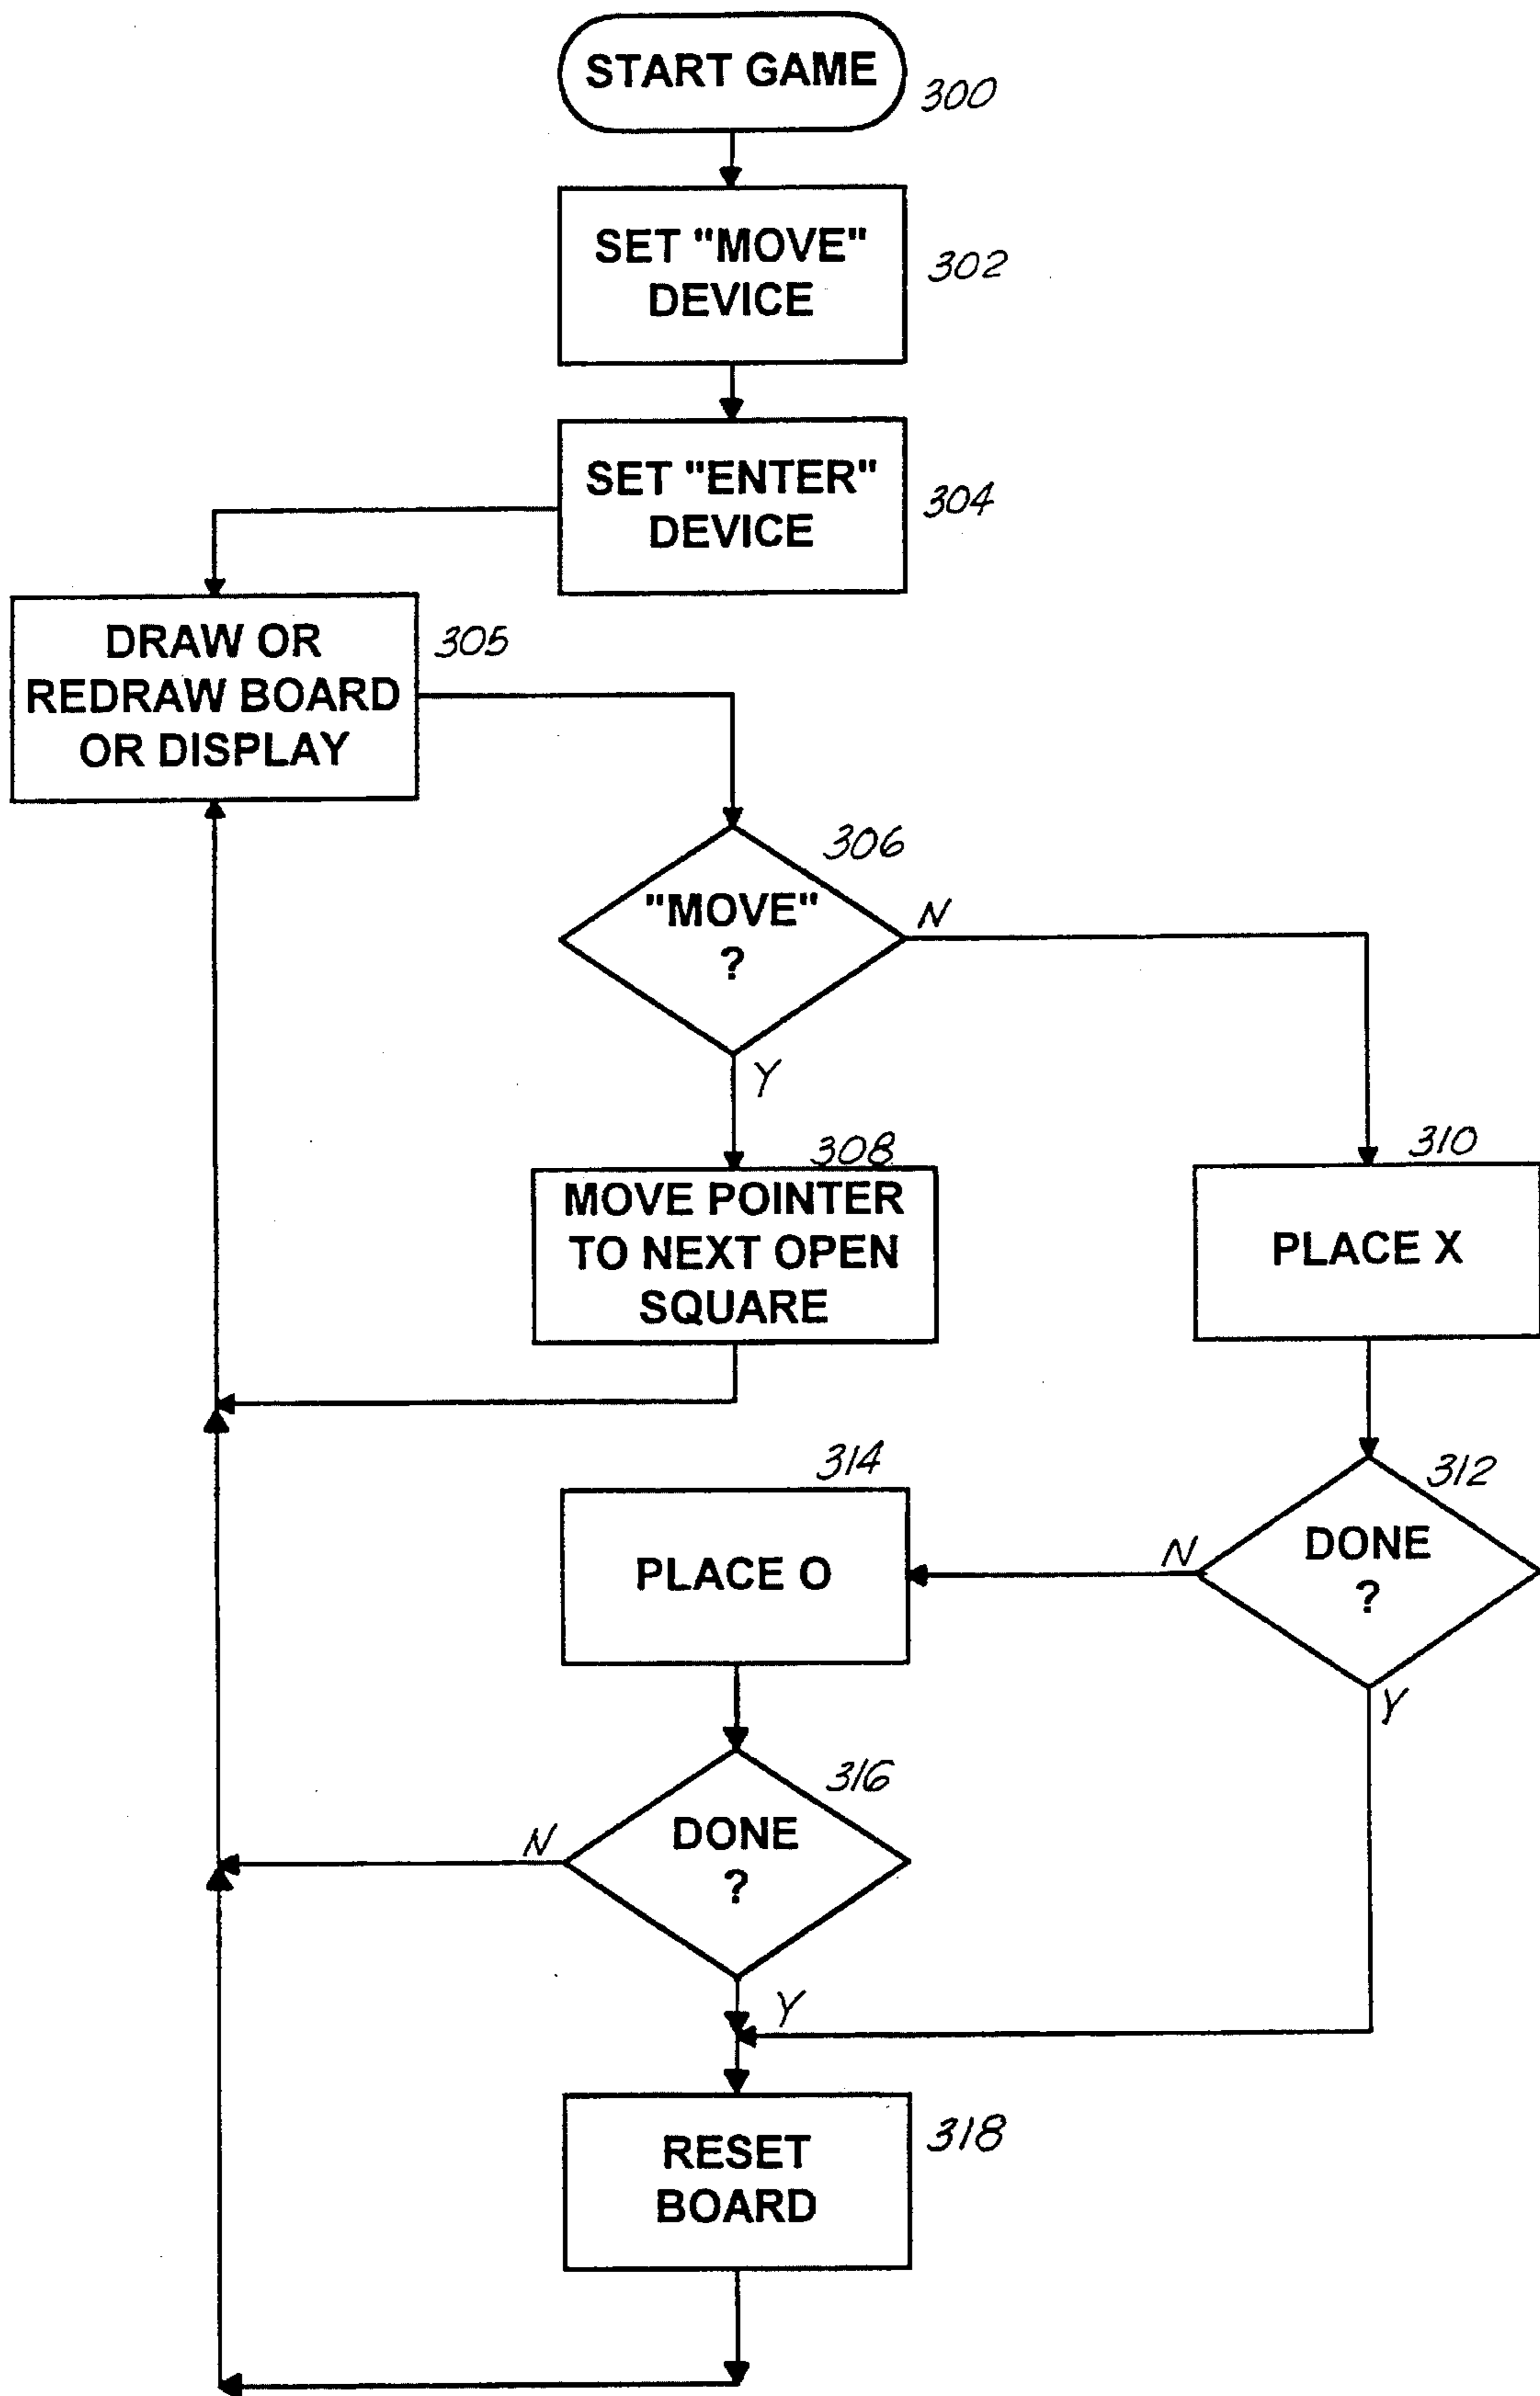 START GAME
300
SET "MOVE"
DEVICE
302
SET "ENTER"
DEVICE
304
DRAW OR
REDRAW BOARD
OR DISPLAY
305
306
"MOVE"
?
N
Y
308
MOVE POINTER
TO NEXT OPEN
SQUARE
310
PLACE X
312
DONE
?
N
Y
314
PLACE O
316
DONE
?
N
Y
RESET
BOARD
318